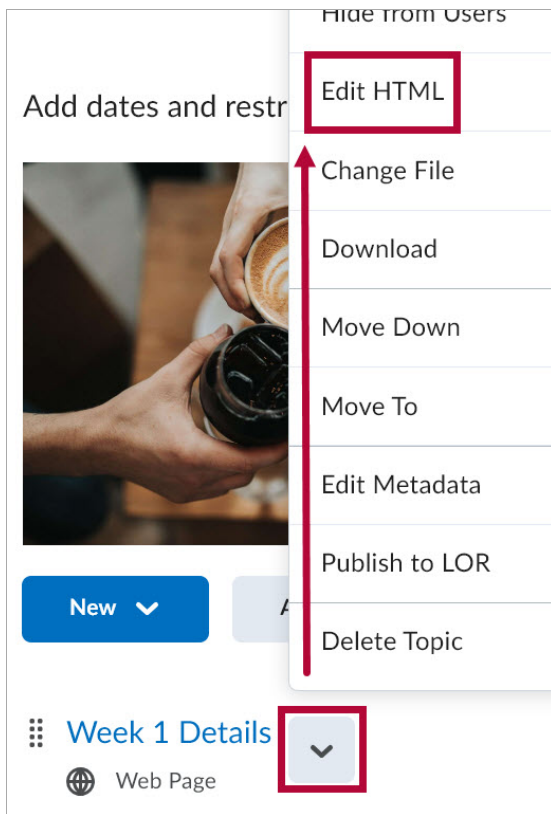 Hide from Users
Edit HTML
Add dates and restr
Change File
Download
Move Down
Move To
Edit Metadata
Publish to LOR
New
Delete Topic
Week 1 Details
Web Page